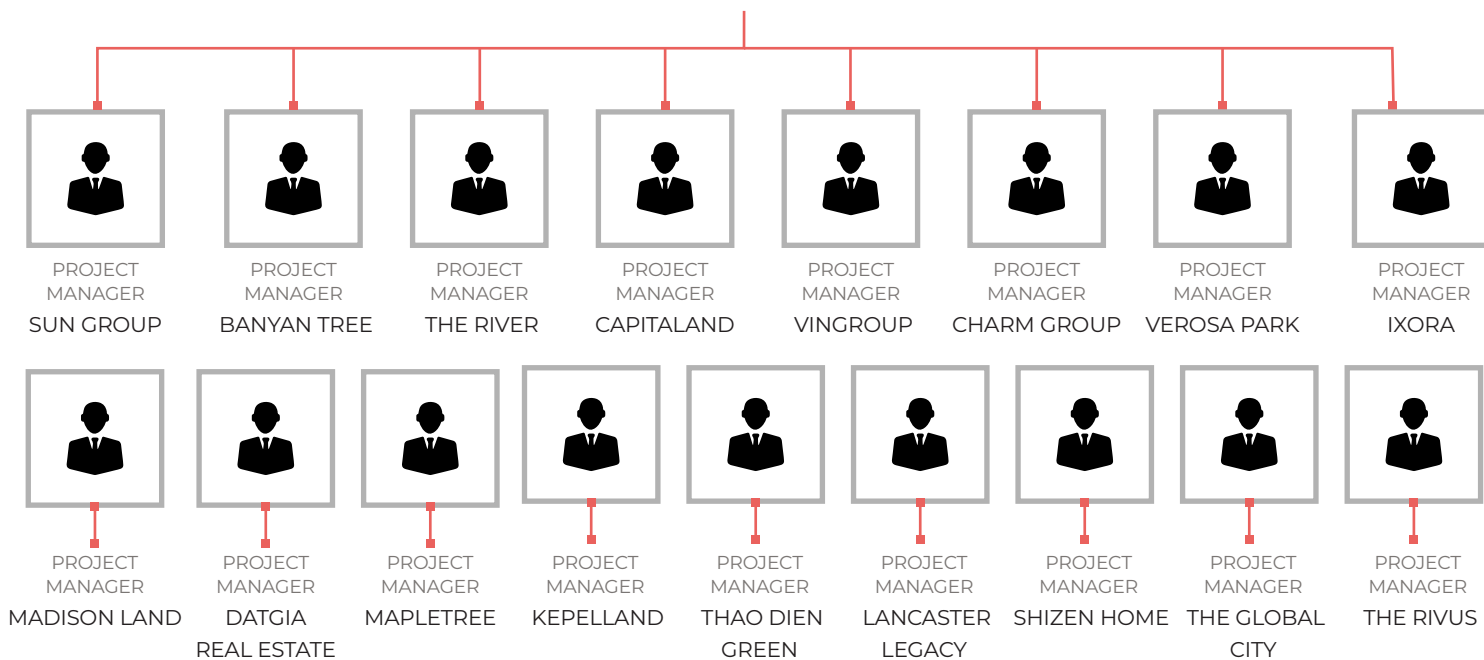 PROJECT
MANAGER
SUN GROUP
PROJECT
MANAGER
BANYAN TREE
PROJECT
MANAGER
THE RIVER
PROJECT
MANAGER
CAPITALAND
PROJECT
MANAGER
VINGROUP
PROJECT
MANAGER
CHARM GROUP
PROJECT
MANAGER
VEROSA PARK
PROJECT
MANAGER
IXORA
PROJECT
MANAGER
MADISON LAND
PROJECT
MANAGER
DATGIA
REAL ESTATE
PROJECT
MANAGER
MAPLETREE
PROJECT
MANAGER
KEPELLAND
PROJECT
MANAGER
THAO DIEN
GREEN
PROJECT
MANAGER
LANCASTER
LEGACY
PROJECT
MANAGER
SHIZEN HOME
PROJECT
MANAGER
THE GLOBAL
CITY
PROJECT
MANAGER
THE RIVUS